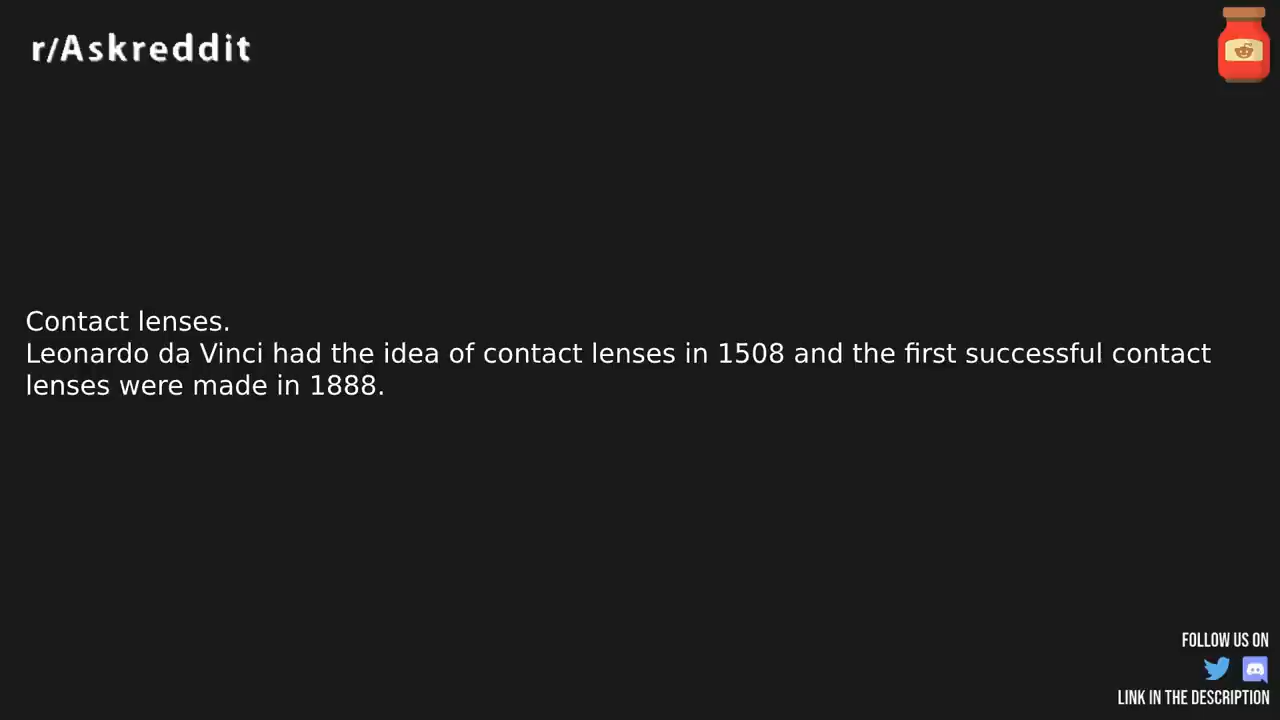 r/Askreddit
Contact lenses.
Leonardo da Vinci had the idea of contact lenses in 1508 and the first successful contact
lenses were made in 1888.
FOLLOW US ON
LINK IN THE DESCRIPTION